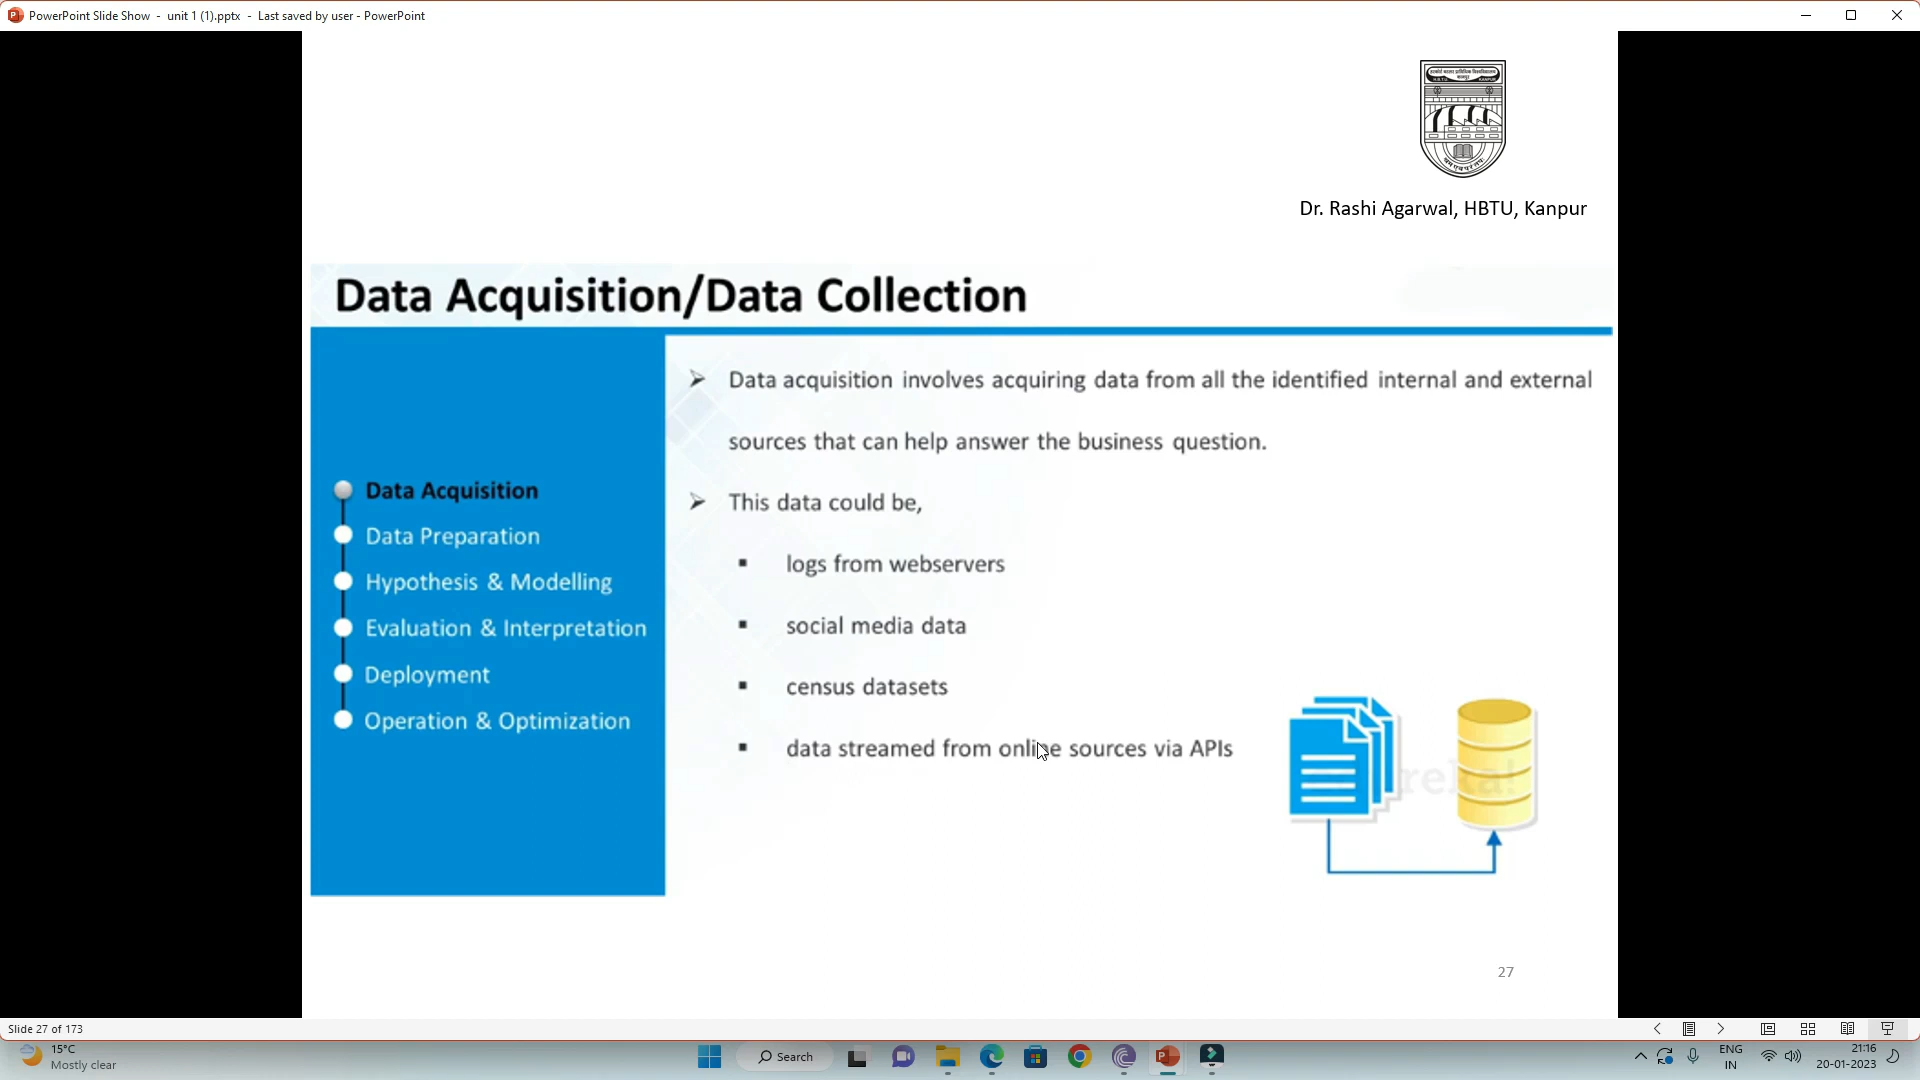 PowerPoint Slide Show - unit 1 (1).pptx - Last saved by user - PowerPoint
Dr. Rashi Agarwal, HBTU, Kanpur
Data Acquisition/Data Collection
Data Acquisition
Data Preparation
Hypothesis & Modelling
Evaluation & Interpretation
Deployment
Operation & Optimization
➢ Data acquisition involves acquiring data from all the identified internal and external
sources that can help answer the business question.
➢ This data could be,
▪ logs from webservers
▪ social media data
▪ census datasets
▪ data streamed from online sources via APIs
27
Slide 27 of 173
15°C
Mostly clear
Search
ENG
IN
21:16
20-01-2023